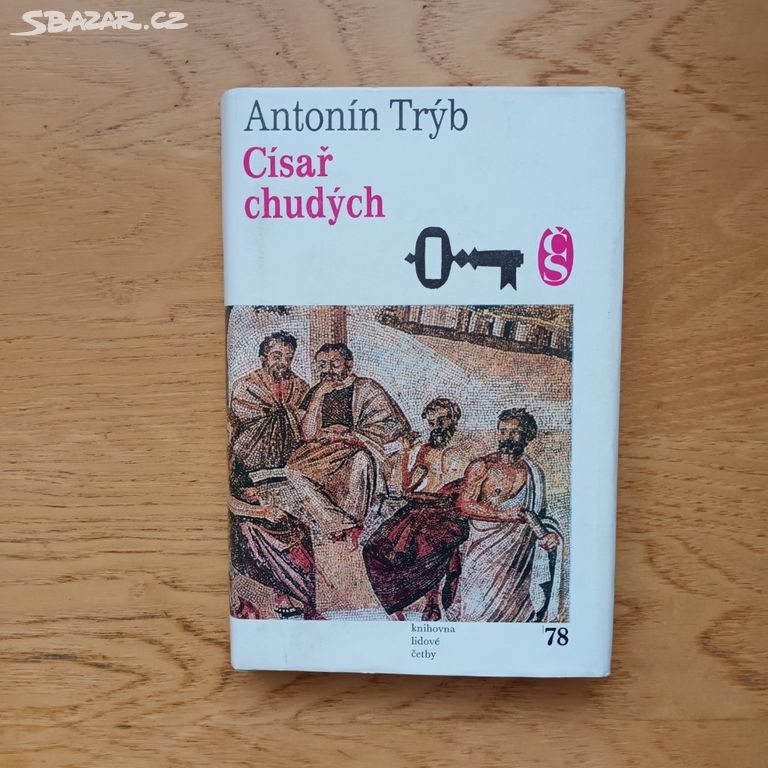 SBAZAR.CZ
Antonín Trýb
Císař
chudých
ČS
knihovna
lidové
četby
78